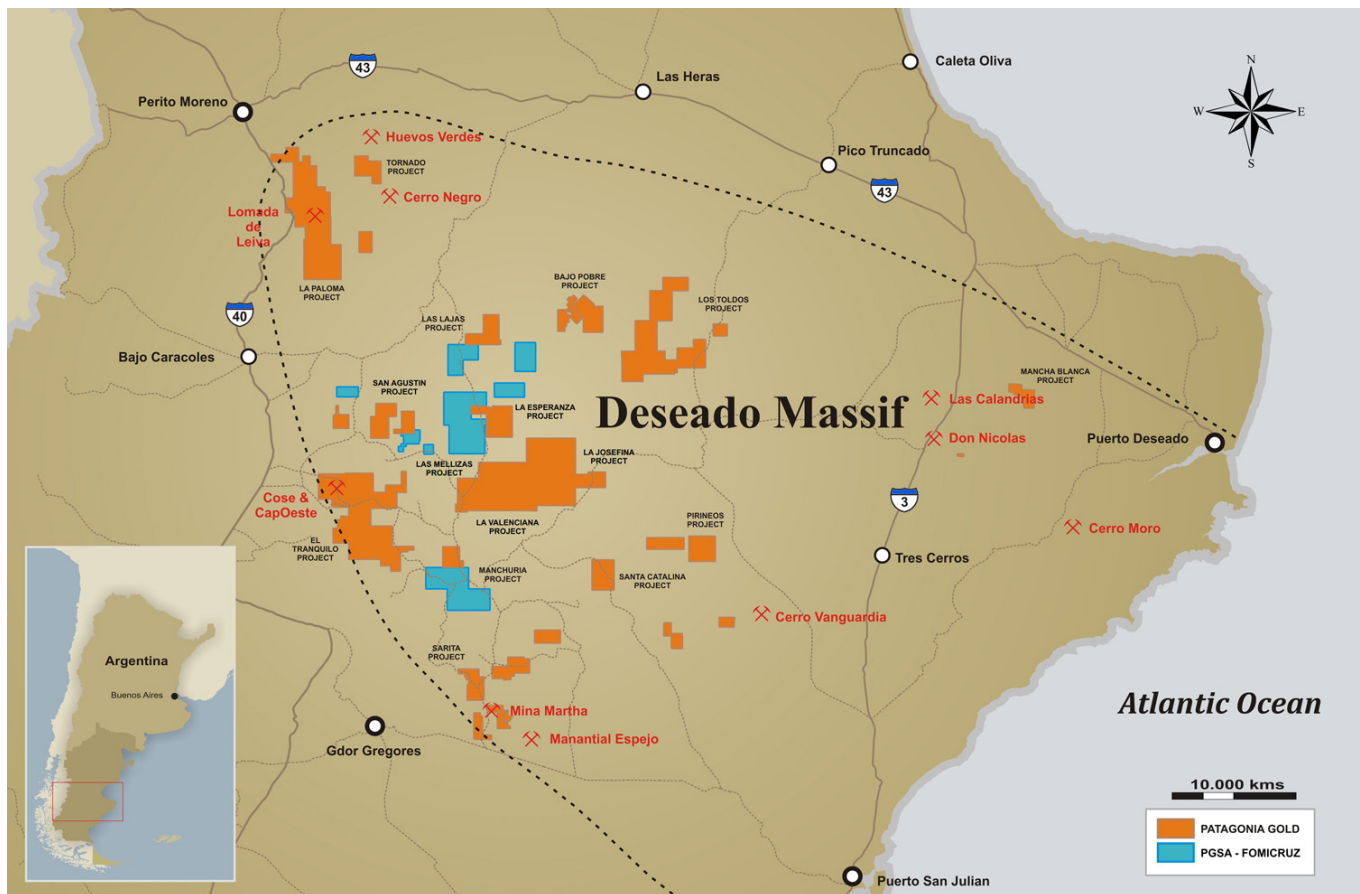 43
Caleta Oliva
Las Heras
Perito Moreno
N
W
E
S
Huevos Verdes
Pico Truncado
TORNADO
PROJECT
43
Cerro Negro
Lomada
de
Leiva
BAJO POBRE
PROJECT
LA PALOMA
PROJECT
LOS TOLDOS
PROJECT
40
LAS LAJAS
PROJECT
Bajo Caracoles
MANCHA BLANCA
PROJECT
SAN AGUSTIN
PROJECT
Las Calandrias
LA ESPERANZA
PROJECT
Deseado Massif
Don Nicolas
Puerto Deseado
LA JOSEFINA
PROJECT
LAS MELLIZAS
PROJECT
Cose &
CapOeste
3
LA VALENCIANA
PROJECT
PIRINEOS
PROJECT
Cerro Moro
EL
TRANQUILO
PROJECT
Tres Cerros
MANCHURIA
PROJECT
SANTA CATALINA
PROJECT
Cerro Vanguardia
SARITA
PROJECT
Argentina
Buenos Aires
Mina Martha
Atlantic Ocean
Manantial Espejo
Gdor Gregores
10.000 kms
PATAGONIA GOLD
PGSA - FOMICRUZ
Puerto San Julian